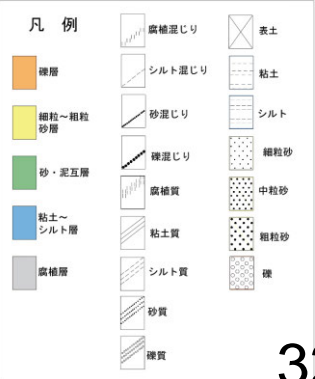 凡 例
礫層
細粒～粗粒
砂層
砂・泥互層
粘土～
シルト層
腐植層
腐植混じり
シルト混じり
砂混じり
礫混じり
腐植質
粘土質
シルト質
砂質
礫質
表土
粘土
シルト
細粒砂
中粒砂
粗粒砂
礫